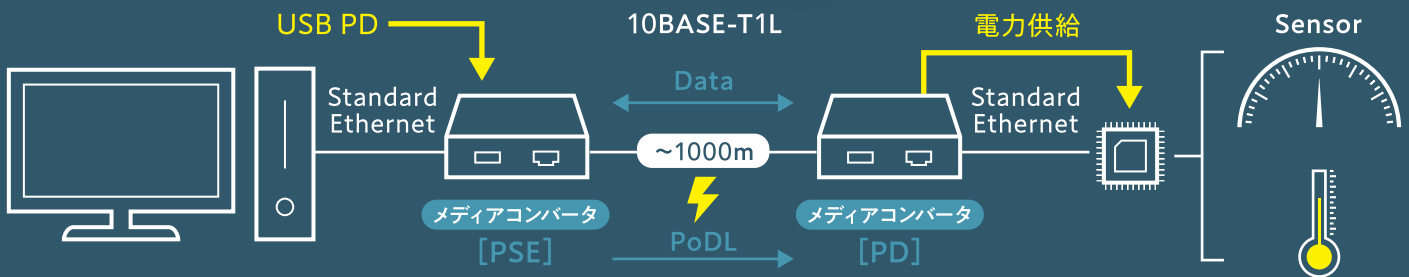 USB PD
10BASE-T1L
電力供給
Sensor
Standard
Ethernet
Data
Standard
Ethernet
〜1000m
メディアコンバータ
[PSE]
PoDL
メディアコンバータ
[PD]